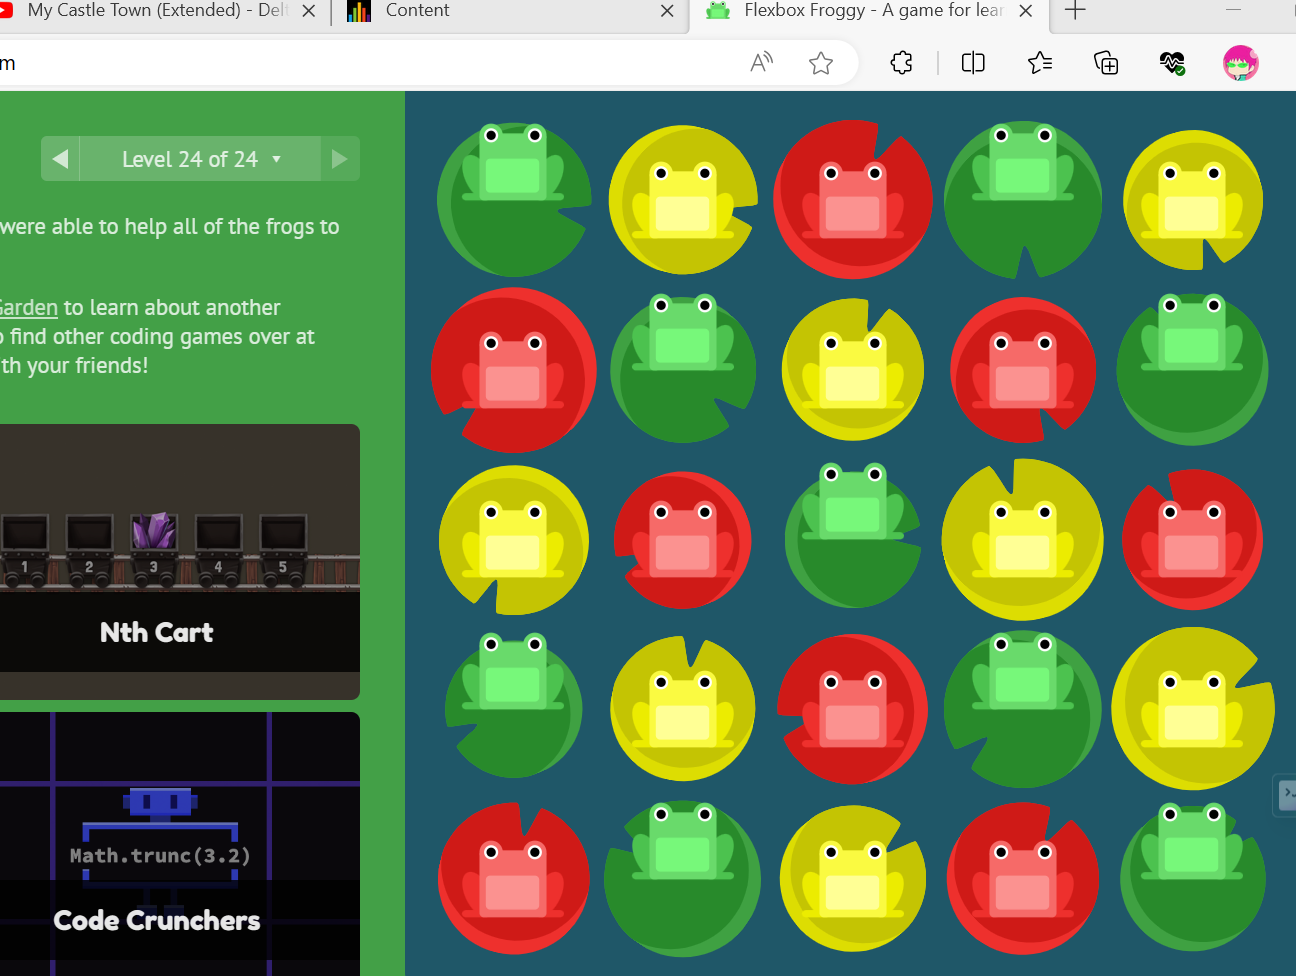 My Castle Town (Extended) - Delt
Content
Flexbox Froggy - A game for lear
m
Level 24 of 24
were able to help all of the frogs to
Garden to learn about another
o find other coding games over at
th your friends!
1 2 3 4 5
Nth Cart
Math.trunc(3.2)
Code Crunchers